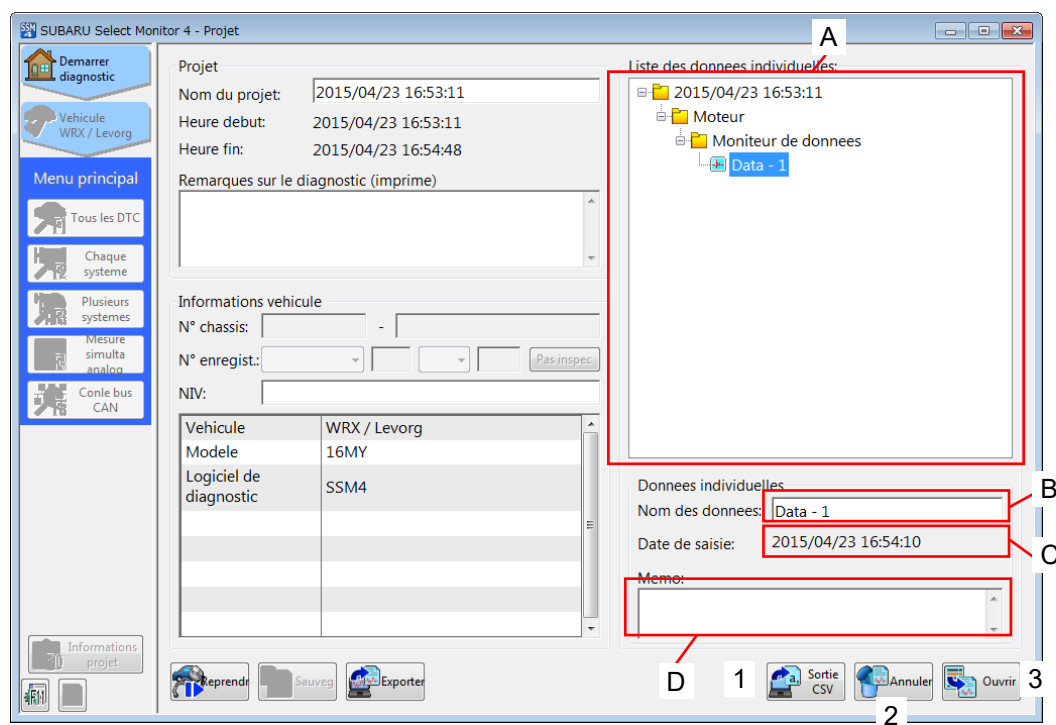 SUBARU Select Monitor 4 - Projet
A
Demarrer
diagnostic
Vehicule
WRX / Levorg
Menu principal
Tous les DTC
Chaque
systeme
Plusieurs
systemes
Mesure
simulta
analog
Conle bus
CAN
Informations
projet
F11
Projet
Nom du projet: 2015/04/23 16:53:11
Heure debut: 2015/04/23 16:53:11
Heure fin: 2015/04/23 16:54:48
Remarques sur le diagnostic (imprime)
Informations vehicule
N° chassis: -
N° enregist.: Pas inspec
NIV:
Vehicule WRX / Levorg
Modele 16MY
Logiciel de
diagnostic SSM4
Liste des donnees individuelles:
2015/04/23 16:53:11
Moteur
Moniteur de donnees
Data - 1
Donnees individuelles
B
Nom des donnees: Data - 1
Date de saisie: 2015/04/23 16:54:10
C
Memo:
D
Reprendr
Sauveg
Exporter
1
Sortie
CSV
Annuler
2
Ouvrir
3